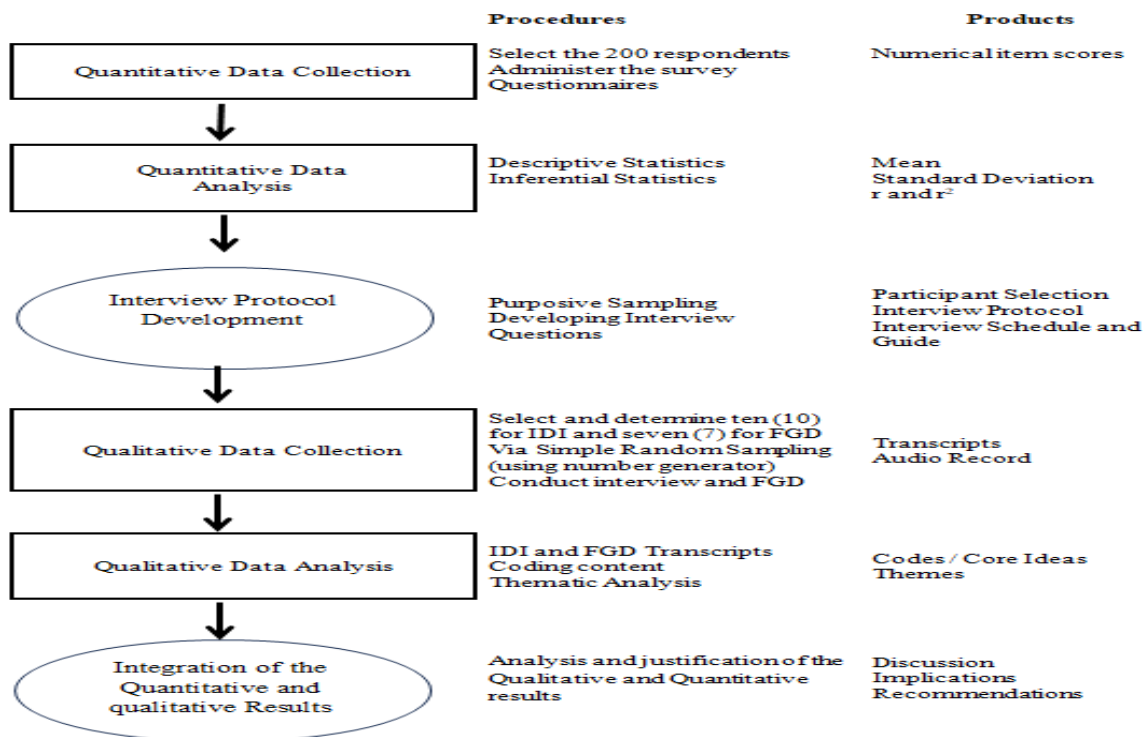 Procedures
Products
Quantitative Data Collection
Select the 200 respondents
Administer the survey
Questionnaires
Numerical item scores
Quantitative Data
Analysis
Descriptive Statistics
Inferential Statistics
Mean
Standard Deviation
r and r²
Interview Protocol
Development
Purposive Sampling
Developing Interview
Questions
Participant Selection
Interview Protocol
Interview Schedule and
Guide
Qualitative Data Collection
Select and determine ten (10)
for IDI and seven (7) for FGD
Via Simple Random Sampling
(using number generator)
Conduct interview and FGD
Transcripts
Audio Record
Qualitative Data Analysis
IDI and FGD Transcripts
Coding content
Thematic Analysis
Codes / Core Ideas
Themes
Integration of the
Quantitative and
qualitative Results
Analysis and justification of the
Qualitative and Quantitative
results
Discussion
Implications
Recommendations